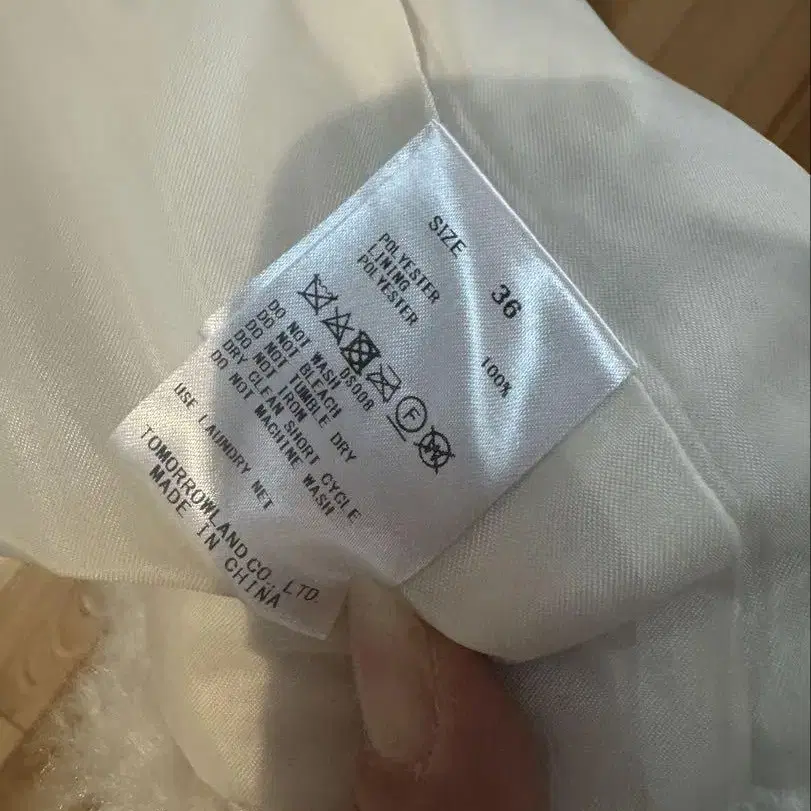 SIZE 36
POLYESTER 100%
LINING
POLYESTER
DS008
DO NOT WASH
DO NOT BLEACH
DO NOT TUMBLE DRY
DO NOT IRON
DRY CLEAN SHORT CYCLE
DO NOT MACHINE WASH
USE LAUNDRY NET
TOMORROWLAND CO., LTD.
MADE IN CHINA